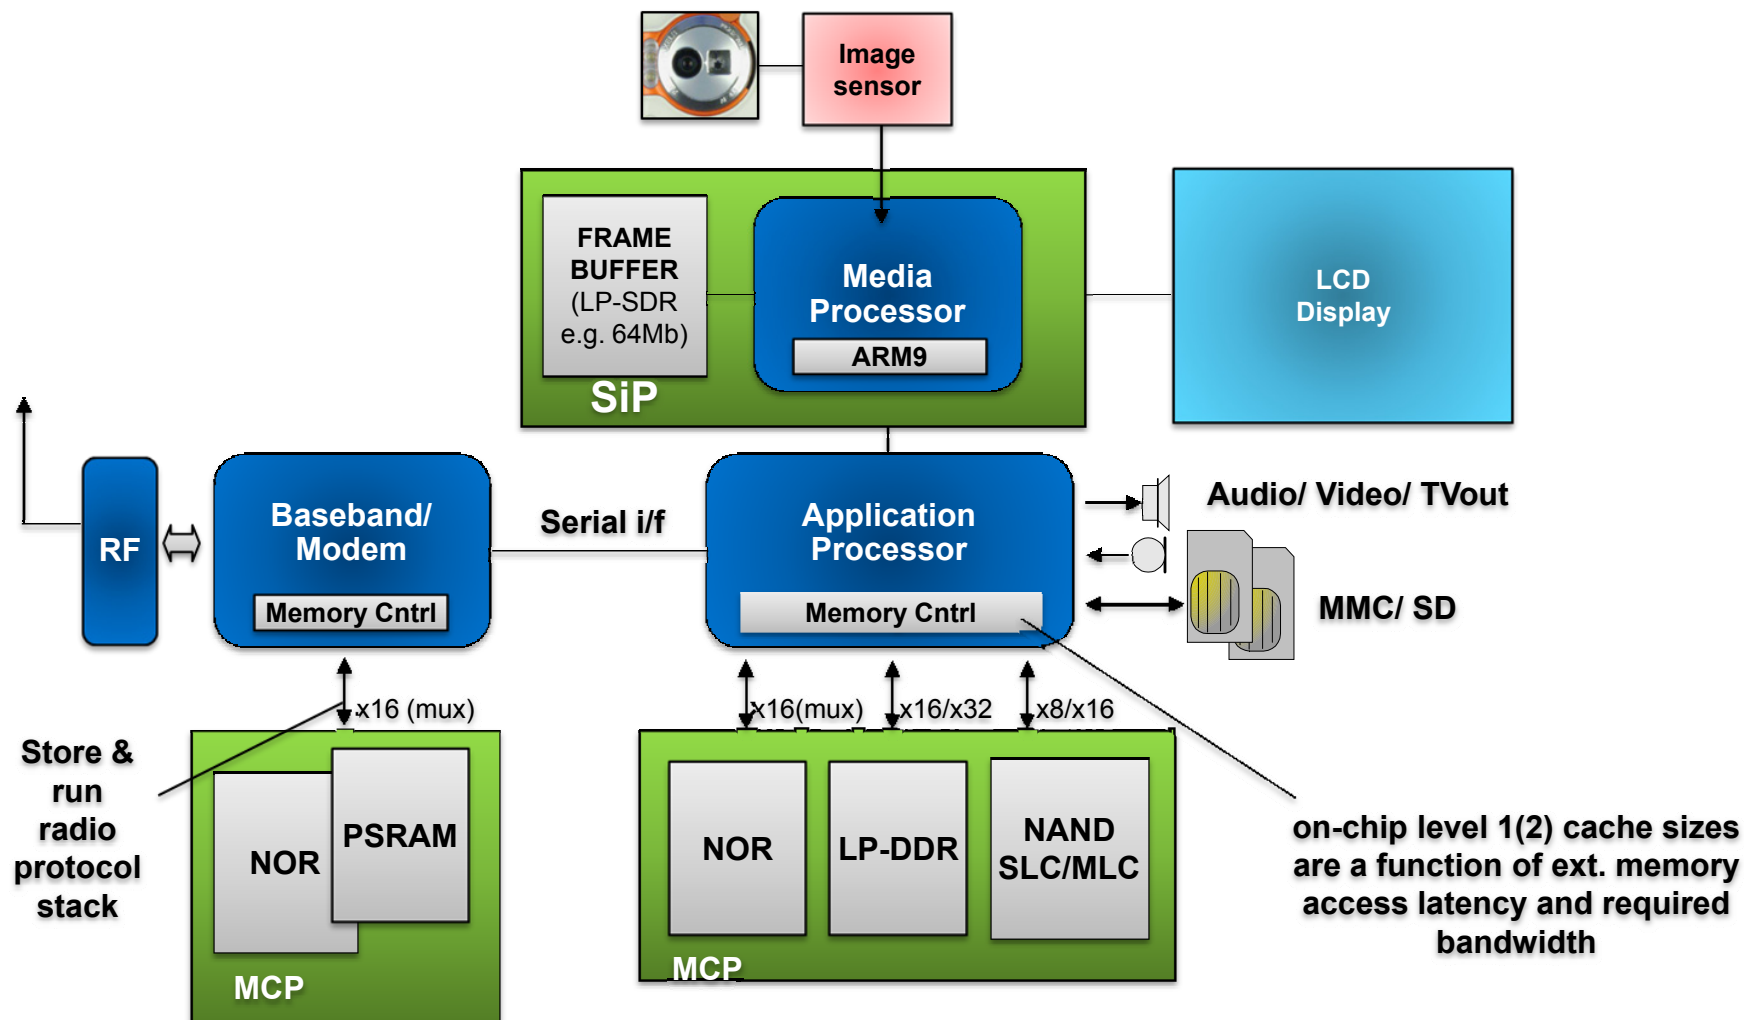 Image
sensor
FRAME
BUFFER
(LP-SDR
e.g. 64Mb)
Media
Processor
ARM9
SiP
LCD
Display
RF
Baseband/
Modem
Memory Cntrl
Serial i/f
Application
Processor
Memory Cntrl
Audio/ Video/ TVout
MMC/ SD
x16 (mux)
x16(mux)
x16/x32
x8/x16
Store &
run
radio
protocol
stack
NOR
PSRAM
MCP
NOR
LP-DDR
NAND
SLC/MLC
MCP
on-chip level 1(2) cache sizes
are a function of ext. memory
access latency and required
bandwidth